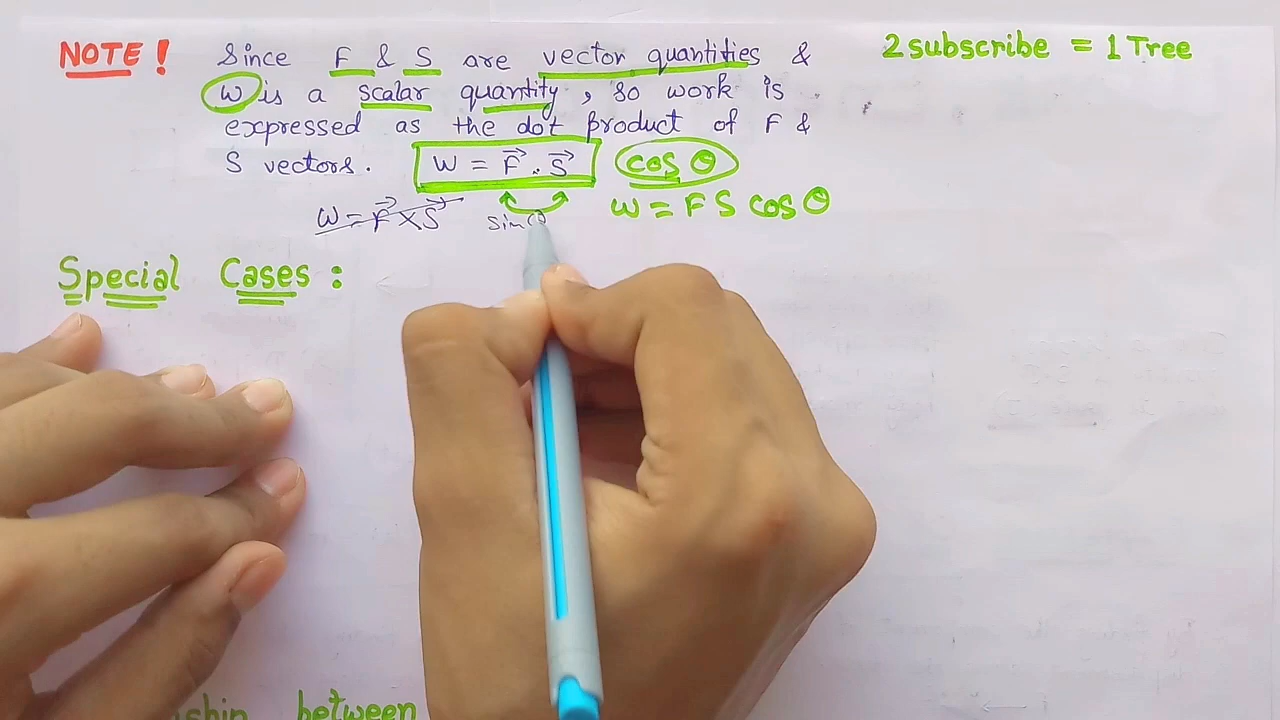 NOTE! Since F & S are vector quantities &
2 subscribe = 1 Tree
W is a scalar quantity, so work is
expressed as the dot product of F &
S vectors. W = F⃗ . S⃗ cos θ
W = F⃗ × S⃗ sin W = F S cos θ
Special Cases :
between